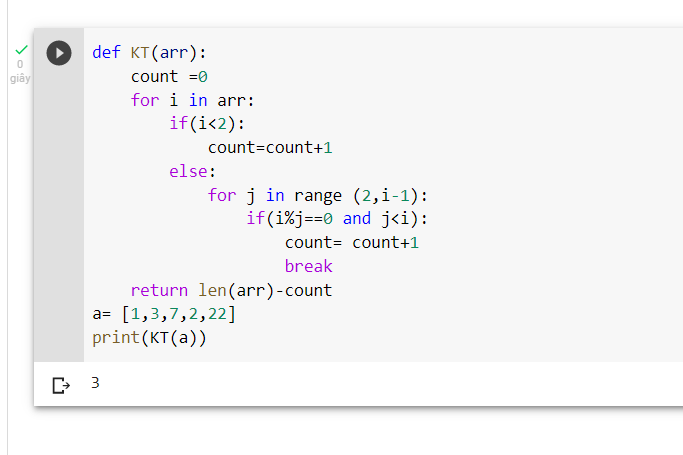 def KT(arr):
0
giây
    count =0
    for i in arr:
        if(i<2):
            count=count+1
        else:
            for j in range (2,i-1):
                if(i%j==0 and j<i):
                    count= count+1
                    break
    return len(arr)-count
a= [1,3,7,2,22]
print(KT(a))
3